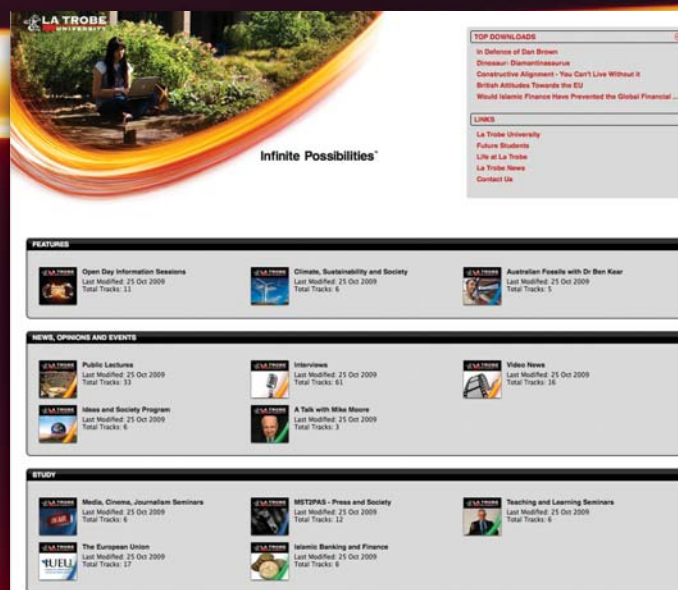 LA TROBE
UNIVERSITY
Infinite Possibilities™
TOP DOWNLOADS
In Defence of Dan Brown
Dinosaur: Diamantinasaurus
Constructive Alignment - You Can't Live Without it
British Attitudes Towards the EU
Would Islamic Finance Have Prevented the Global Financial ...
LINKS
La Trobe University
Future Students
Life at La Trobe
La Trobe News
Contact Us
FEATURES
Open Day Information Sessions
Last Modified: 25 Oct 2009
Total Tracks: 11
Climate, Sustainability and Society
Last Modified: 25 Oct 2009
Total Tracks: 6
Australian Fossils with Dr Ben Kear
Last Modified: 25 Oct 2009
Total Tracks: 5
NEWS, OPINIONS AND EVENTS
Public Lectures
Last Modified: 25 Oct 2009
Total Tracks: 33
Interviews
Last Modified: 25 Oct 2009
Total Tracks: 61
Video News
Last Modified: 25 Oct 2009
Total Tracks: 16
Ideas and Society Program
Last Modified: 25 Oct 2009
Total Tracks: 6
A Talk with Mike Moore
Last Modified: 25 Oct 2009
Total Tracks: 3
STUDY
Media, Cinema, Journalism Seminars
Last Modified: 25 Oct 2009
Total Tracks: 6
MST2PAS - Press and Society
Last Modified: 25 Oct 2009
Total Tracks: 12
Teaching and Learning Seminars
Last Modified: 25 Oct 2009
Total Tracks: 6
The European Union
Last Modified: 25 Oct 2009
Total Tracks: 17
Islamic Banking and Finance
Last Modified: 25 Oct 2009
Total Tracks: 6